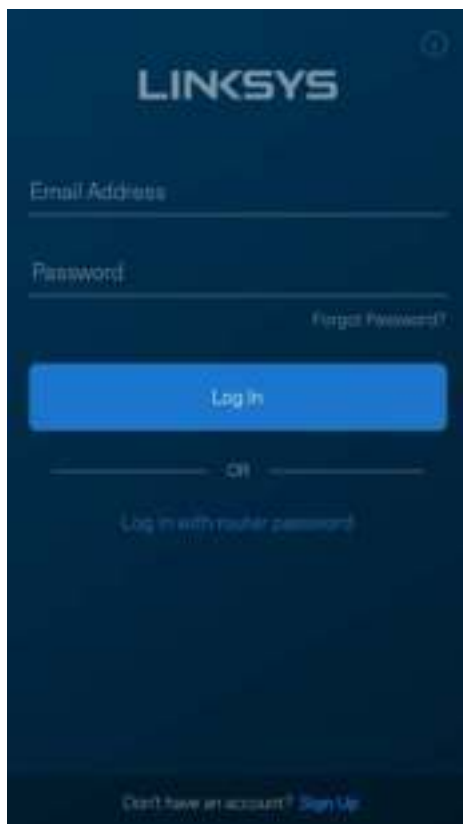 LINKSYS
Email Address
Password
Forgot Password?
Log In
OR
Log in with router password
Don't have an account? Sign Up